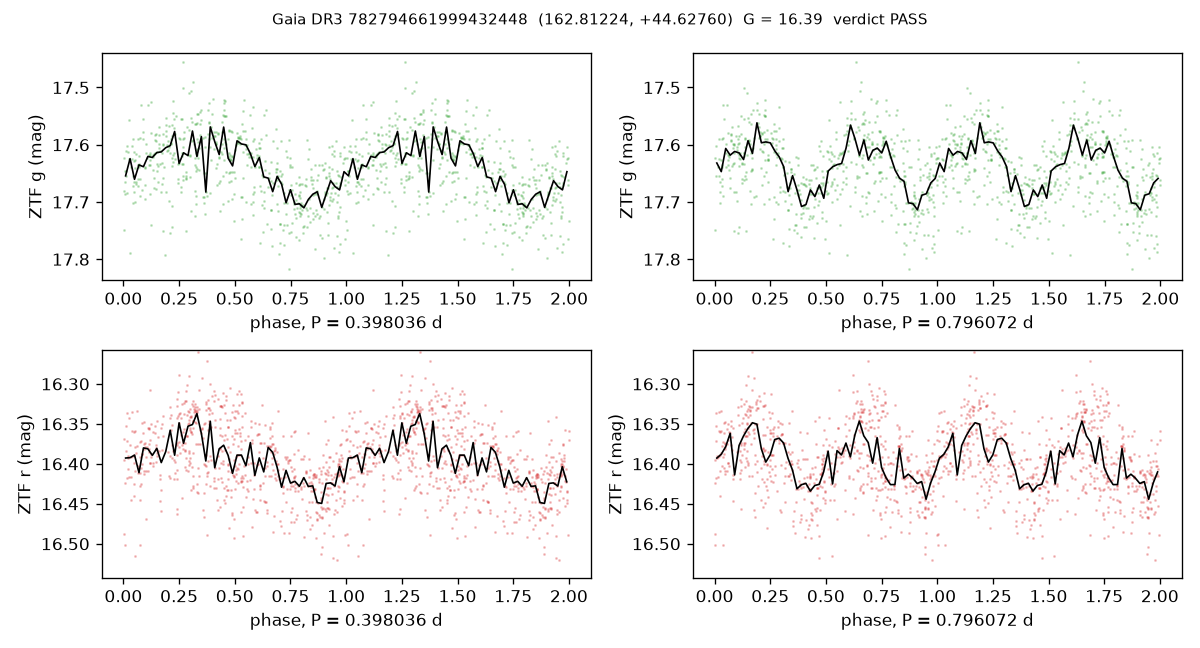 Gaia DR3 782794661999432448 (162.81224, +44.62760) G = 16.39 verdict PASS
ZTF g (mag)
17.5
17.6
17.7
17.8
0.00 0.25 0.50 0.75 1.00 1.25 1.50 1.75 2.00
phase, P = 0.398036 d
ZTF g (mag)
17.5
17.6
17.7
17.8
0.00 0.25 0.50 0.75 1.00 1.25 1.50 1.75 2.00
phase, P = 0.796072 d
ZTF r (mag)
16.30
16.35
16.40
16.45
16.50
0.00 0.25 0.50 0.75 1.00 1.25 1.50 1.75 2.00
phase, P = 0.398036 d
ZTF r (mag)
16.30
16.35
16.40
16.45
16.50
0.00 0.25 0.50 0.75 1.00 1.25 1.50 1.75 2.00
phase, P = 0.796072 d